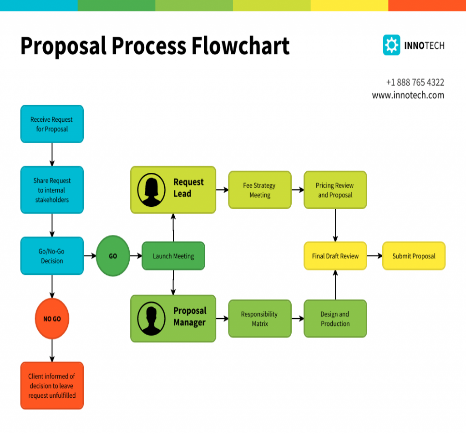 Proposal Process Flowchart
INNOTECH
+1 888 765 4322
www.innotech.com
Receive Request
for Proposal
Share Request
to internal
stakeholders
Go/No-Go
Decision
GO
Launch Meeting
Request
Lead
Fee Strategy
Meeting
Pricing Review
and Proposal
Final Draft Review
Submit Proposal
Proposal
Manager
Responsibility
Matrix
Design and
Production
NO GO
Client informed of
decision to leave
request unfulfilled